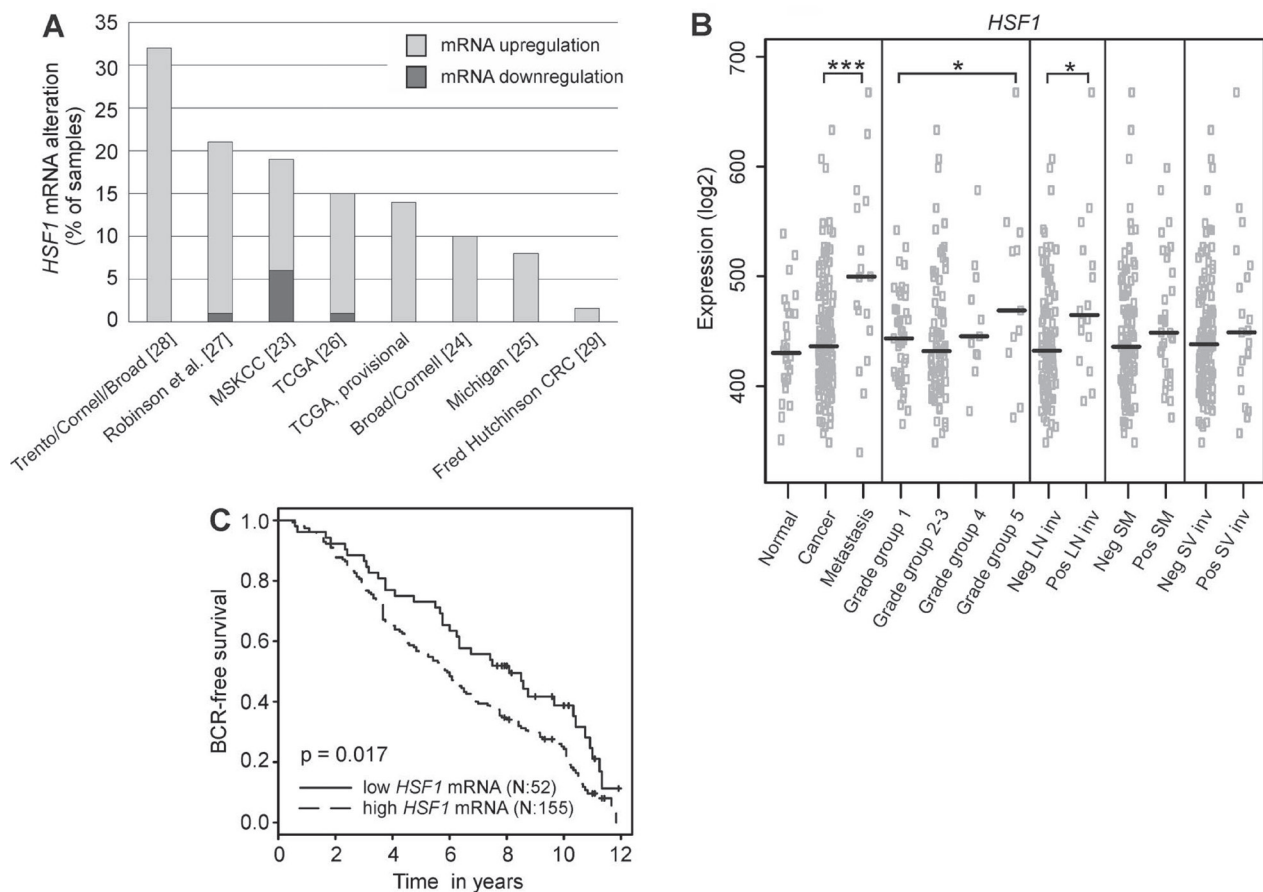 A
HSF1 mRNA alteration
(% of samples)
35
30
25
20
15
10
5
0
mRNA upregulation
mRNA downregulation
Trento/Cornell/Broad [28]
Robinson et al. [27]
MSKCC [23]
TCGA [26]
TCGA, provisional
Broad/Cornell [24]
Michigan [25]
Fred Hutchinson CRC [29]
B
HSF1
Expression (log2)
700
600
500
400
***
*
*
Normal
Cancer
Metastasis
Grade group 1
Grade group 2-3
Grade group 4
Grade group 5
Neg LN inv
Pos LN inv
Neg SM
Pos SM
Neg SV inv
Pos SV inv
C
BCR-free survival
1.0
0.8
0.6
0.4
0.2
0.0
p = 0.017
low HSF1 mRNA (N:52)
high HSF1 mRNA (N:155)
0 2 4 6 8 10 12
Time in years